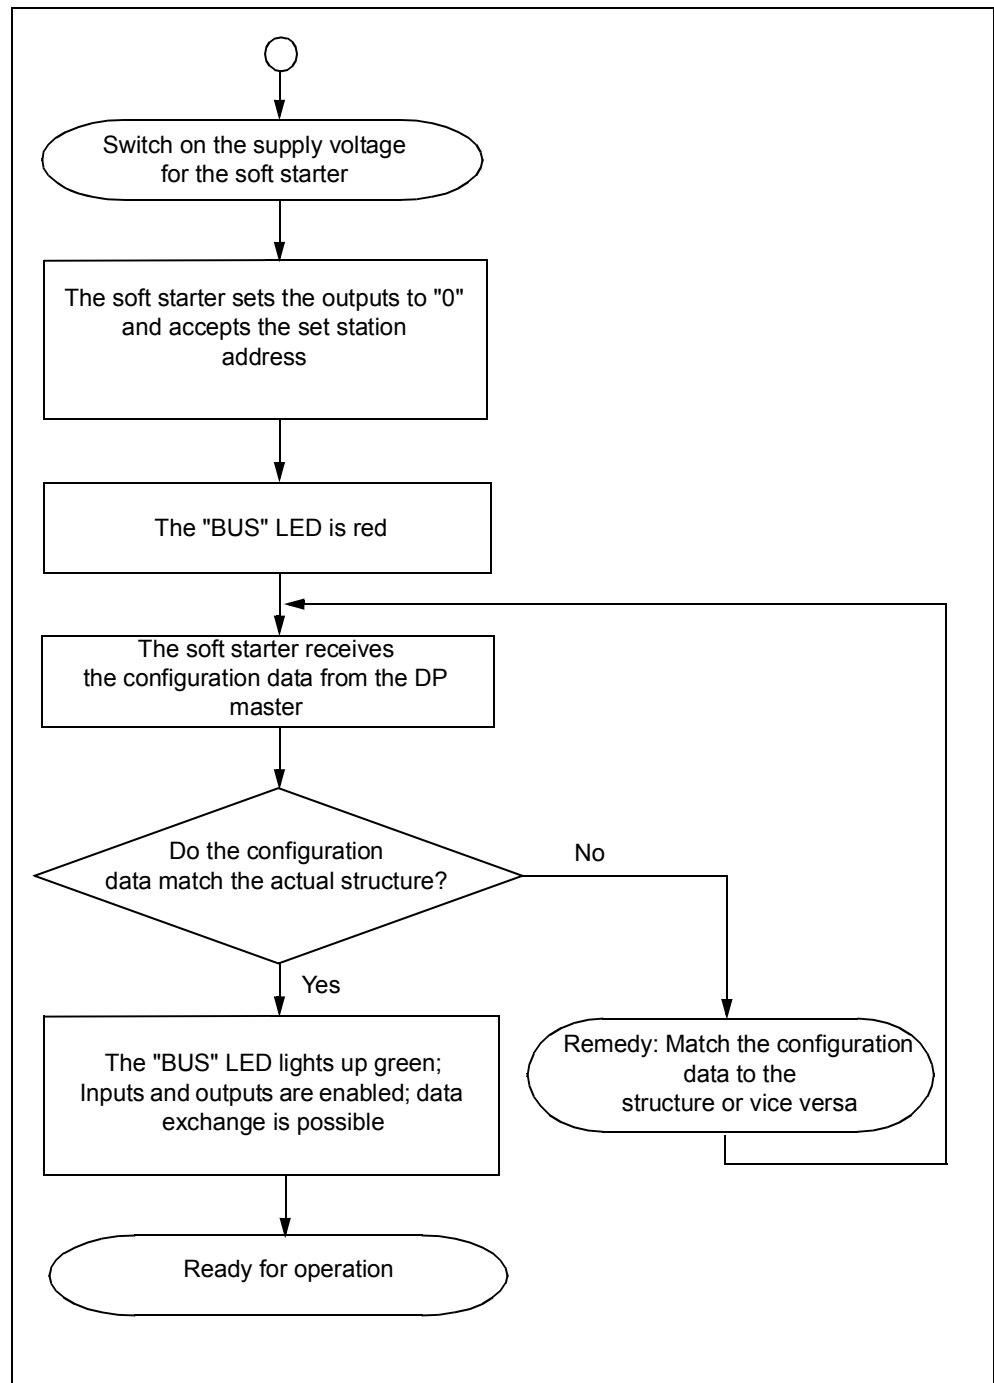 Switch on the supply voltage
for the soft starter
The soft starter sets the outputs to "0"
and accepts the set station
address
The "BUS" LED is red
The soft starter receives
the configuration data from the DP
master
Do the configuration
data match the actual structure?
No
Yes
The "BUS" LED lights up green;
Inputs and outputs are enabled; data
exchange is possible
Remedy: Match the configuration
data to the
structure or vice versa
Ready for operation